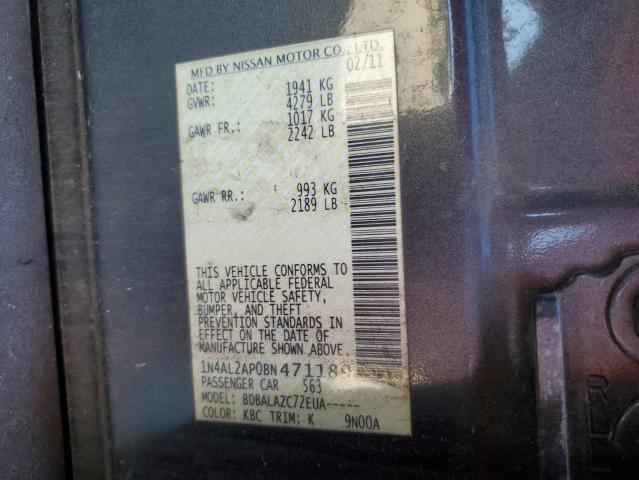 MFD BY NISSAN MOTOR CO., LTD.
DATE: 02/11
GVWR: 1941 KG
4279 LB
GAWR FR.: 1017 KG
2242 LB
GAWR RR.: 993 KG
2189 LB
THIS VEHICLE CONFORMS TO
ALL APPLICABLE FEDERAL
MOTOR VEHICLE SAFETY,
BUMPER, AND THEFT
PREVENTION STANDARDS IN
EFFECT ON THE DATE OF
MANUFACTURE SHOWN ABOVE.
1N4AL2AP0BN
PASSENGER CAR 563
MODEL: BDBALAZC72EUA-----
COLOR: KBC TRIM: K 9N00A